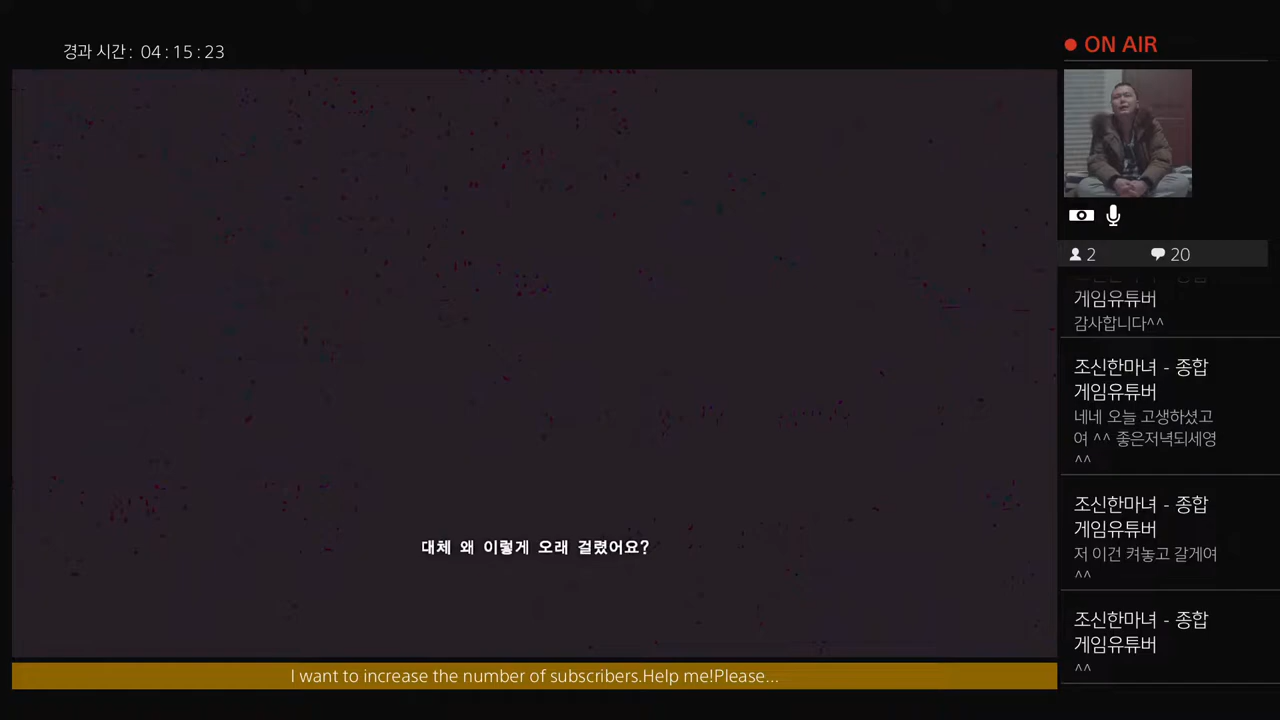 경과 시간: 04:15:23
ON AIR
2
20
게임유튜버
감사합니다^^
조신한마녀 - 종합
게임유튜버
네네 오늘 고생하셨고
여 ^^ 좋은저녁되세영
^^
조신한마녀 - 종합
게임유튜버
저 이건 켜놓고 갈게여
^^
조신한마녀 - 종합
게임유튜버
^^
대체 왜 이렇게 오래 걸렸어요?
I want to increase the number of subscribers.Help me!Please...